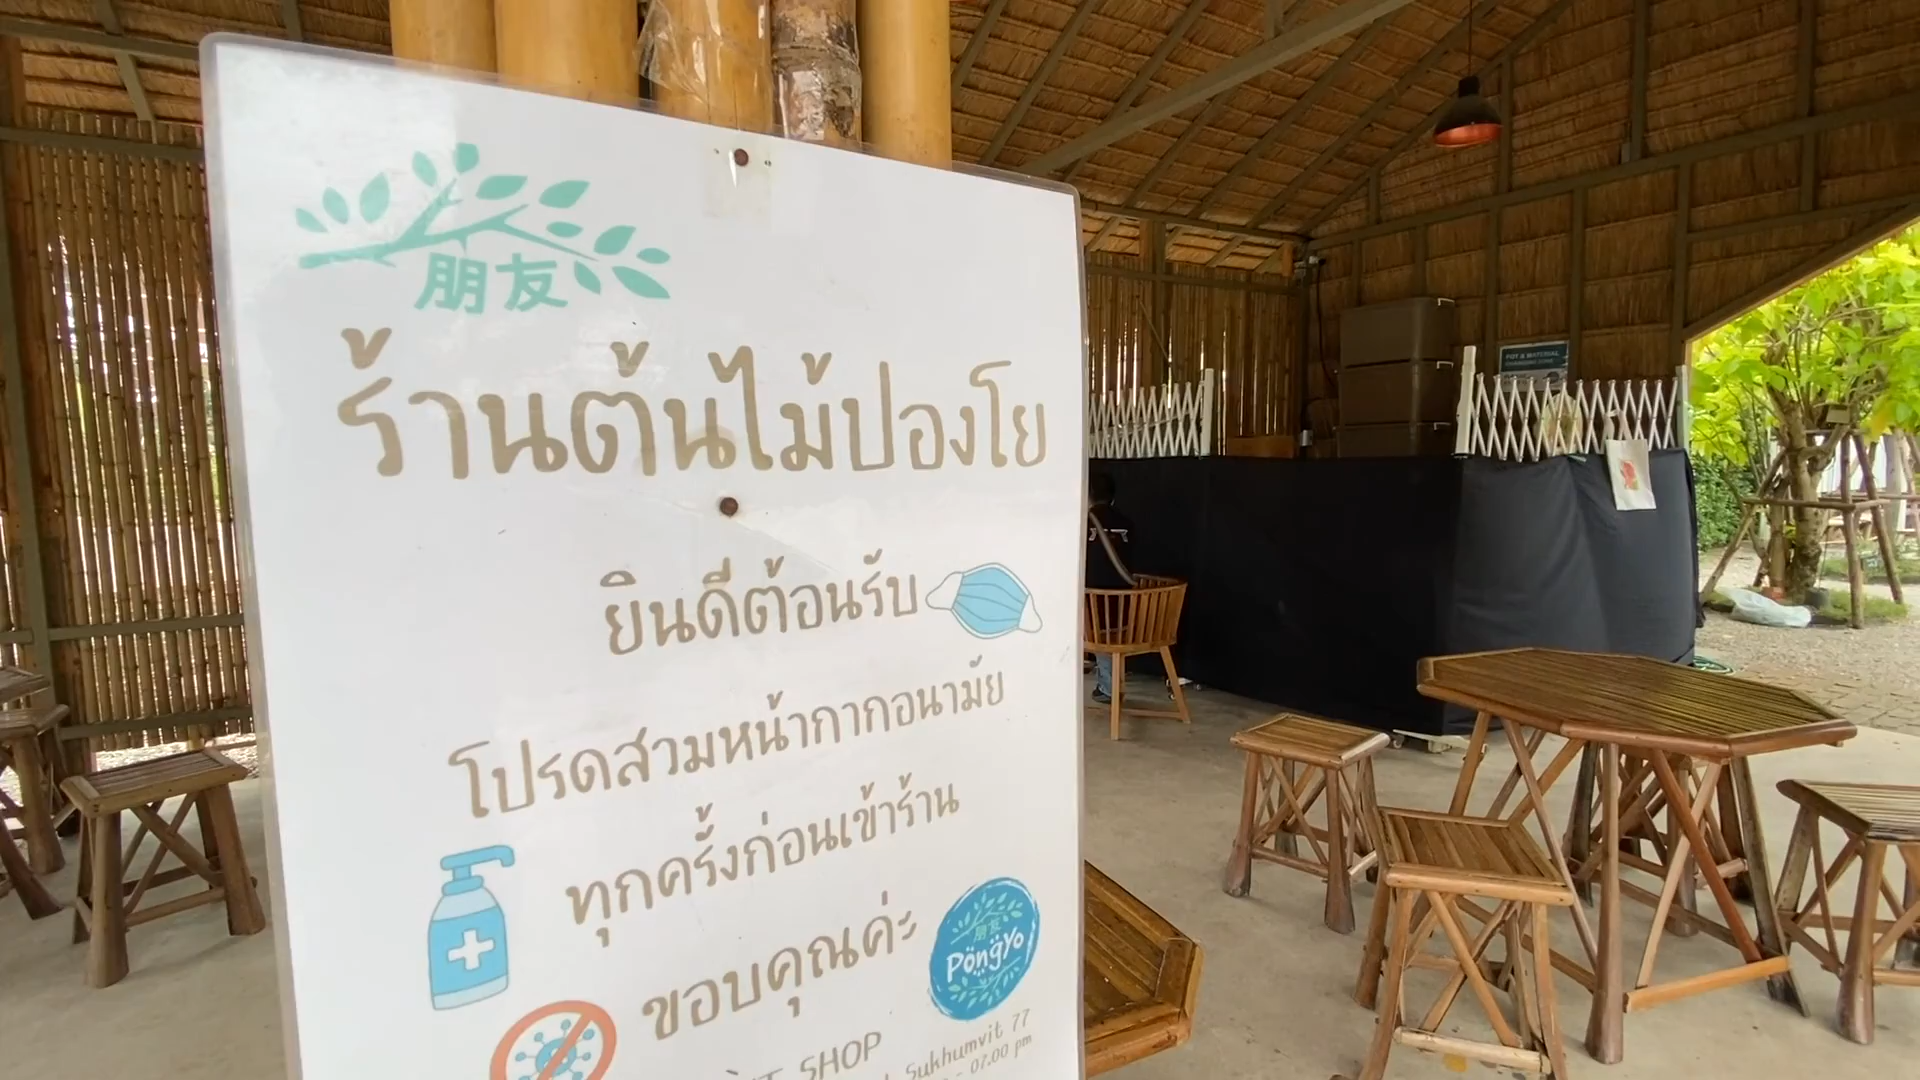 朋友
ร้านต้นไม้ปองโย
ยินดีต้อนรับ
โปรดสวมหน้ากากอนามัย
ทุกครั้งก่อนเข้าร้าน
ขอบคุณค่ะ
朋友
PöngYo
SHOP
Sukhumvit 77
- 07.00 pm
POT & MATERIAL